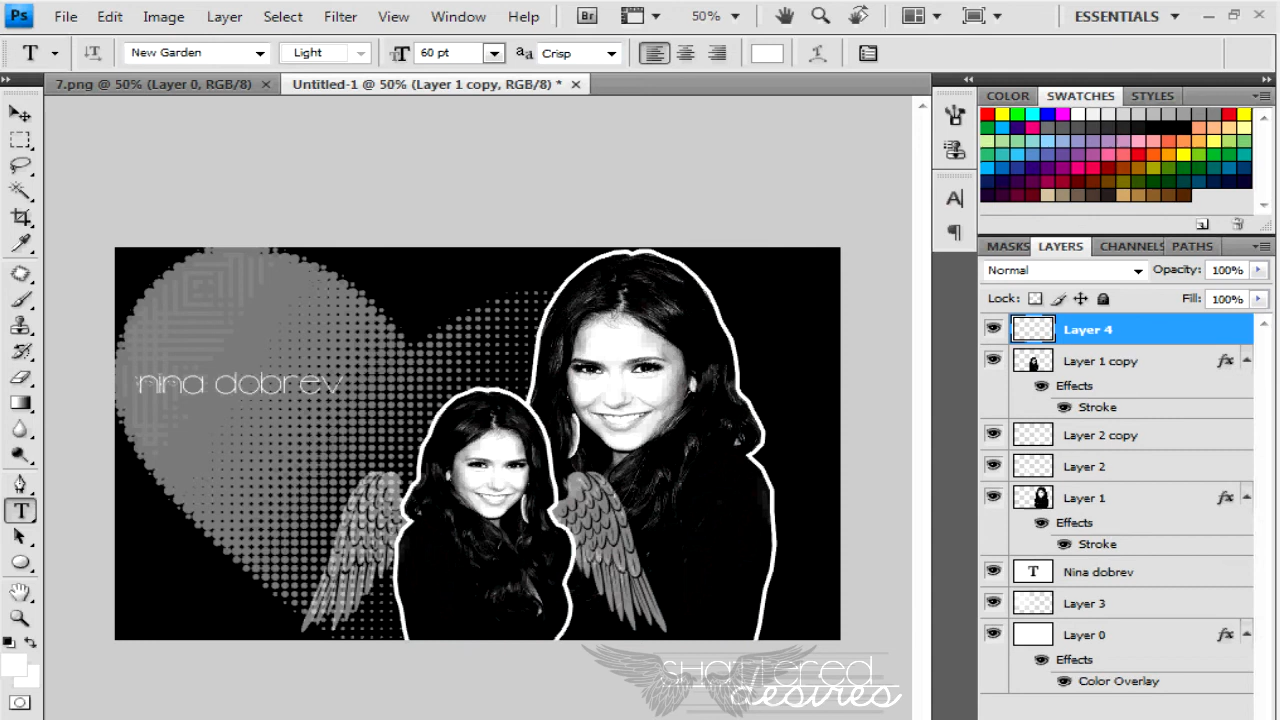 Ps File Edit Image Layer Select Filter View Window Help Br 50% ESSENTIALS
T New Garden Light 60 pt Crisp
7.png @ 50% (Layer 0, RGB/8) Untitled-1 @ 50% (Layer 1 copy, RGB/8) *
COLOR SWATCHES STYLES
MASKS LAYERS CHANNELS PATHS
Normal Opacity: 100%
Lock: Fill: 100%
Layer 4
Layer 1 copy fx
Effects
Stroke
Layer 2 copy
Layer 2
Layer 1 fx
Effects
Stroke
T Nina dobrev
Layer 3
Layer 0 fx
Effects
Color Overlay
nina dobrev
shattered
desires